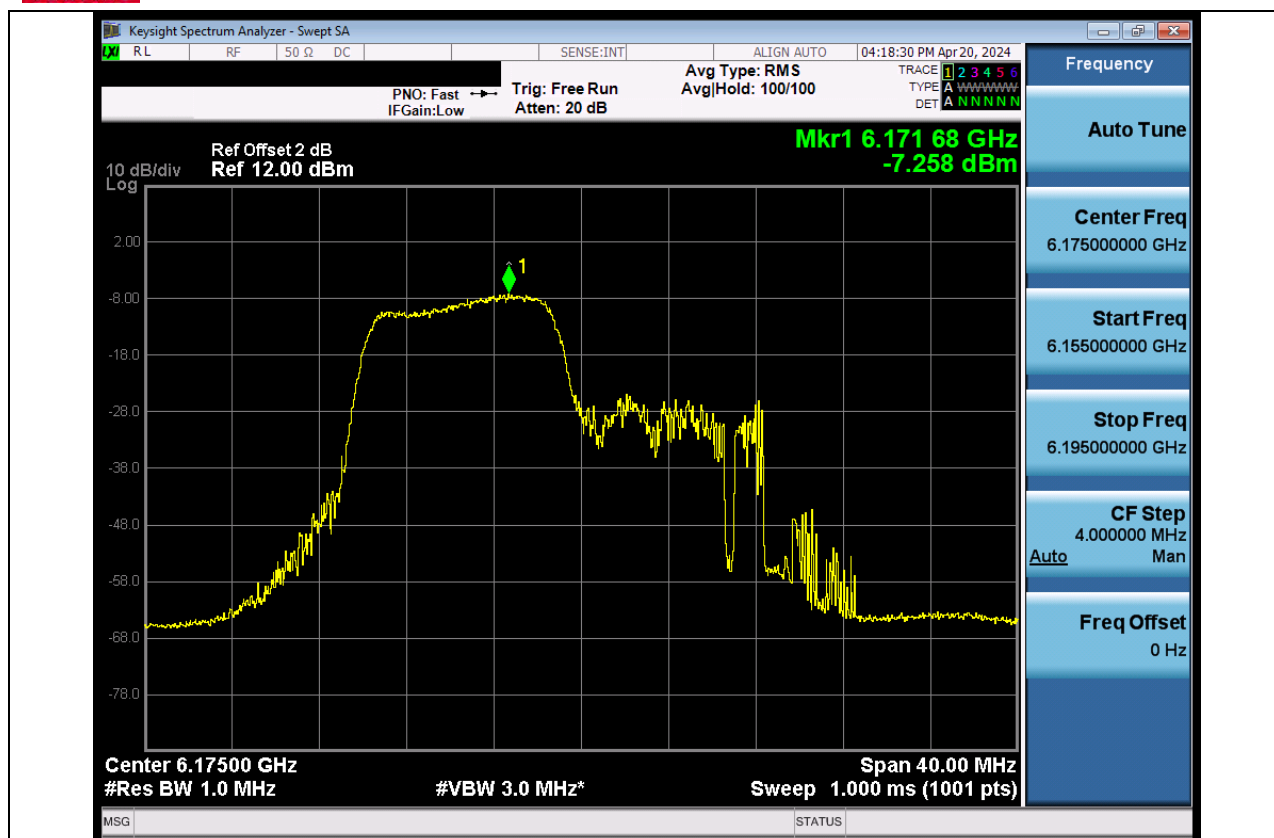 Keysight Spectrum Analyzer - Swept SA
LXI RL RF 50 Ω DC SENSE:INT ALIGN AUTO 04:18:30 PM Apr 20, 2024
PNO: Fast
IFGain:Low
Trig: Free Run
Atten: 20 dB
Avg Type: RMS
Avg|Hold: 100/100
TRACE 1 2 3 4 5 6
TYPE A WWWWW
DET A N N N N N
Mkr1 6.171 68 GHz
-7.258 dBm
Ref Offset 2 dB
10 dB/div Ref 12.00 dBm
Log
2.00
1
-8.00
-18.0
-28.0
-38.0
-48.0
-58.0
-68.0
-78.0
Center 6.17500 GHz Span 40.00 MHz
#Res BW 1.0 MHz #VBW 3.0 MHz* Sweep 1.000 ms (1001 pts)
MSG STATUS
Frequency
Auto Tune
Center Freq
6.175000000 GHz
Start Freq
6.155000000 GHz
Stop Freq
6.195000000 GHz
CF Step
4.000000 MHz
Auto Man
Freq Offset
0 Hz